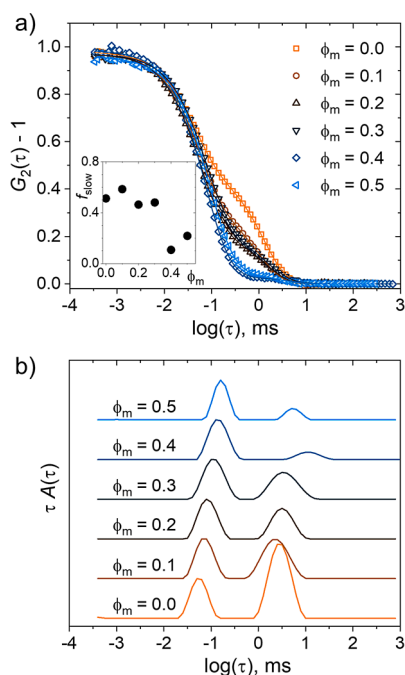 a)
1.0
0.8
0.6
0.4
0.2
0.0
G₂(τ) - 1
ϕm = 0.0
ϕm = 0.1
ϕm = 0.2
ϕm = 0.3
ϕm = 0.4
ϕm = 0.5
0.8
0.4
0.0
fslow
0.0 0.2 0.4 ϕm
-4 -3 -2 -1 0 1 2 3
log(τ), ms
b)
τ A(τ)
ϕm = 0.5
ϕm = 0.4
ϕm = 0.3
ϕm = 0.2
ϕm = 0.1
ϕm = 0.0
-4 -3 -2 -1 0 1 2 3
log(τ), ms